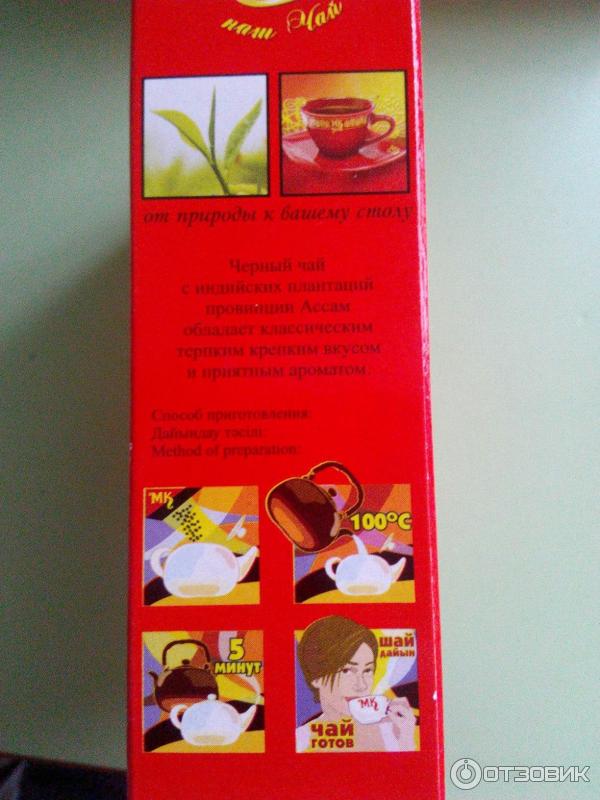 наш Чай
от природы к вашему столу
Черный чай
с индийских плантаций
провинции Ассам
обладает классическим
терпким крепким вкусом
и приятным ароматом.
Способ приготовления:
Дайындау тәсілі:
Method of preparation:
МК
100°C
5
минут
шай
дайын
МК
чай
готов
ОТЗОВИК